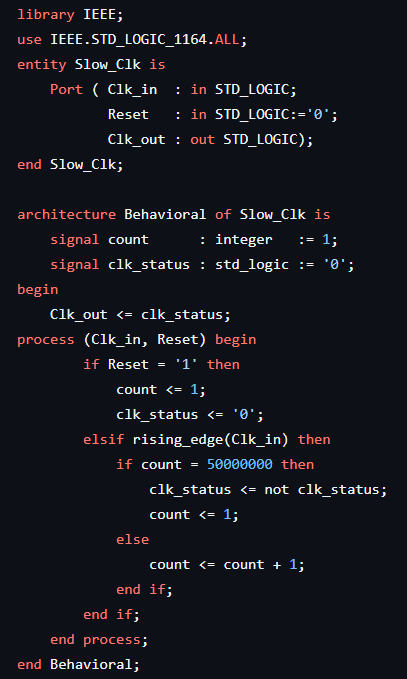 library IEEE;
use IEEE.STD_LOGIC_1164.ALL;
entity Slow_Clk is
    Port ( Clk_in  : in STD_LOGIC;
           Reset   : in STD_LOGIC:='0';
           Clk_out : out STD_LOGIC);
end Slow_Clk;

architecture Behavioral of Slow_Clk is
    signal count      : integer   := 1;
    signal clk_status : std_logic := '0';
begin
    Clk_out <= clk_status;
process (Clk_in, Reset) begin
        if Reset = '1' then
            count <= 1;
            clk_status <= '0';
        elsif rising_edge(Clk_in) then
            if count = 50000000 then
                clk_status <= not clk_status;
                count <= 1;
            else
                count <= count + 1;
            end if;
        end if;
    end process;
end Behavioral;